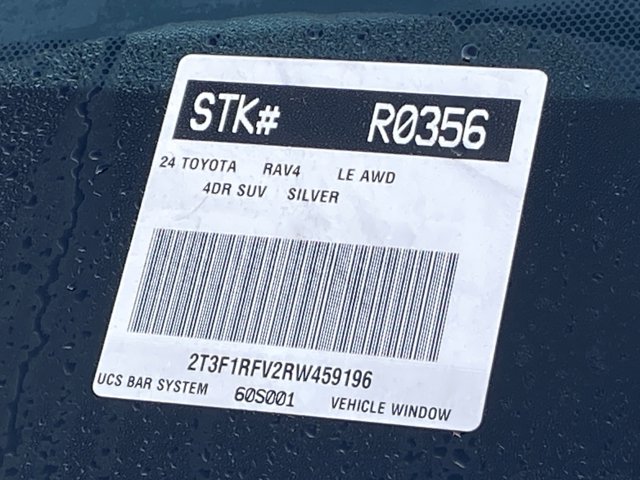 STK# R0356
24 TOYOTA RAV4 LE AWD
4DR SUV SILVER
2T3F1RFV2RW459196
UCS BAR SYSTEM 60S001 VEHICLE WINDOW